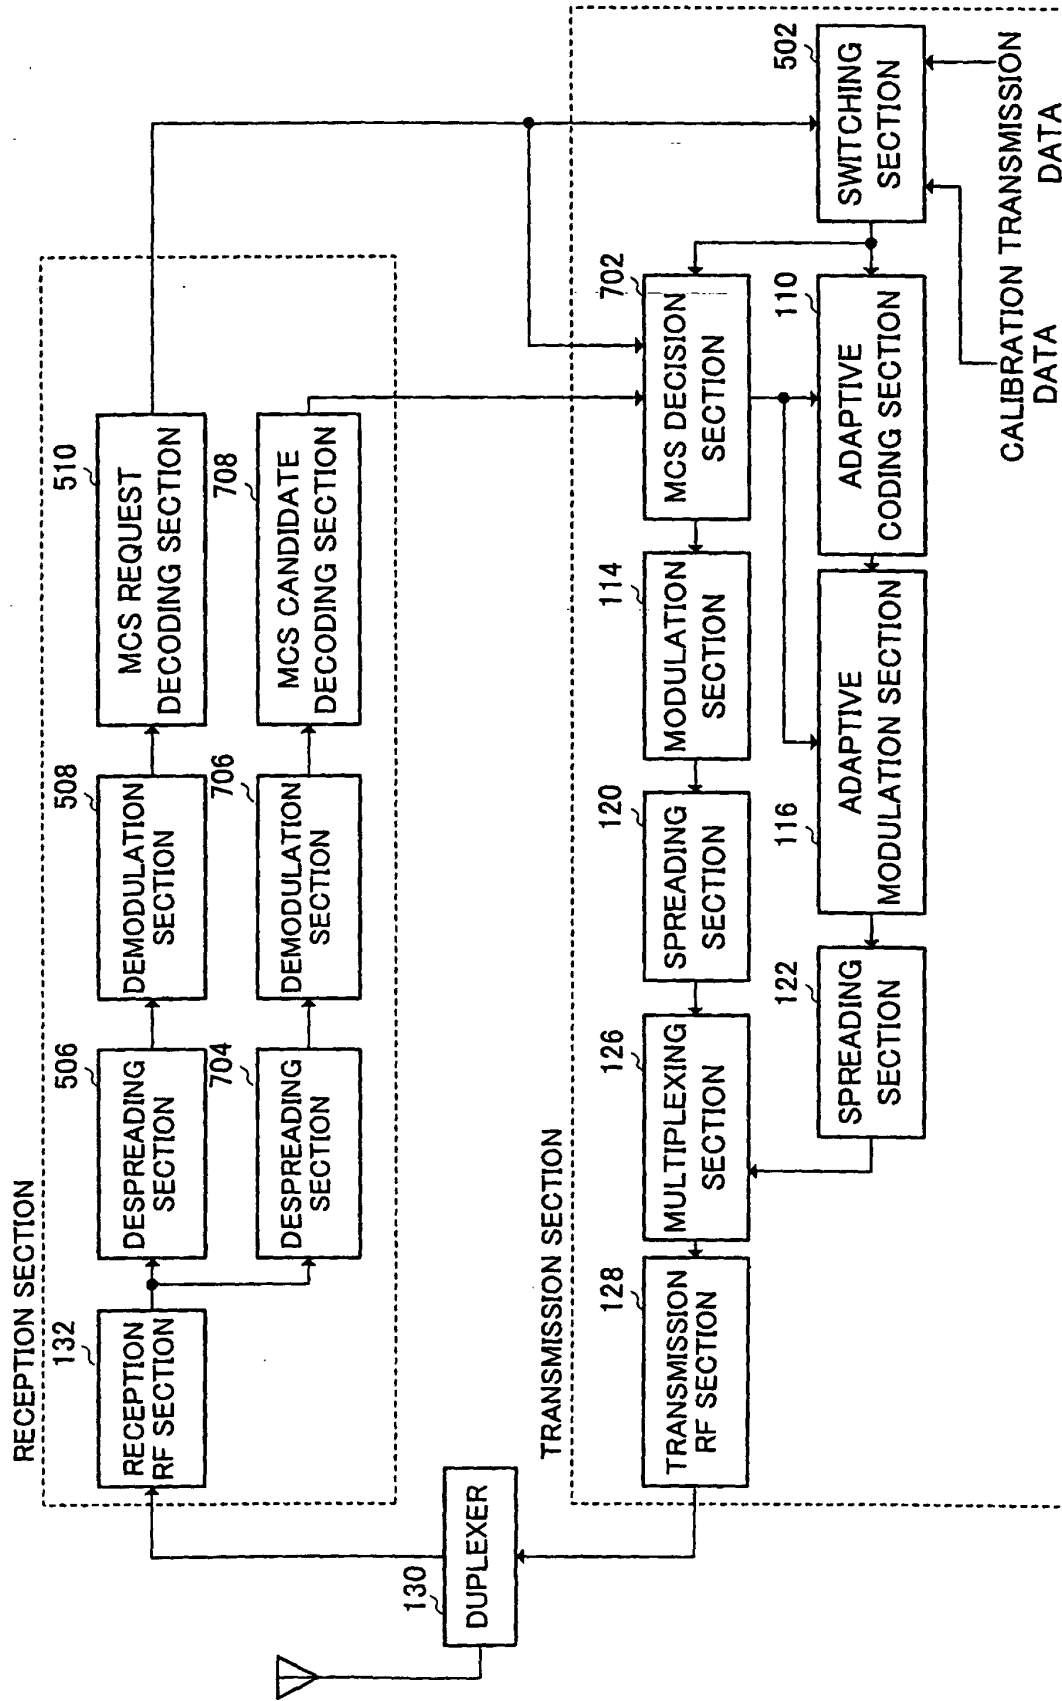 RECEPTION SECTION
132
RECEPTION
RF SECTION
506
DESPREADING
SECTION
508
DEMODULATION
SECTION
510
MCS REQUEST
DECODING SECTION
704
DESPREADING
SECTION
706
DEMODULATION
SECTION
708
MCS CANDIDATE
DECODING SECTION
130
DUPLEXER
TRANSMISSION SECTION
128
TRANSMISSION
RF SECTION
126
MULTIPLEXING
SECTION
120
SPREADING
SECTION
114
MODULATION
SECTION
702
MCS DECISION
SECTION
502
SWITCHING
SECTION
122
SPREADING
SECTION
116
ADAPTIVE
MODULATION SECTION
110
ADAPTIVE
CODING SECTION
CALIBRATION TRANSMISSION
DATA
DATA